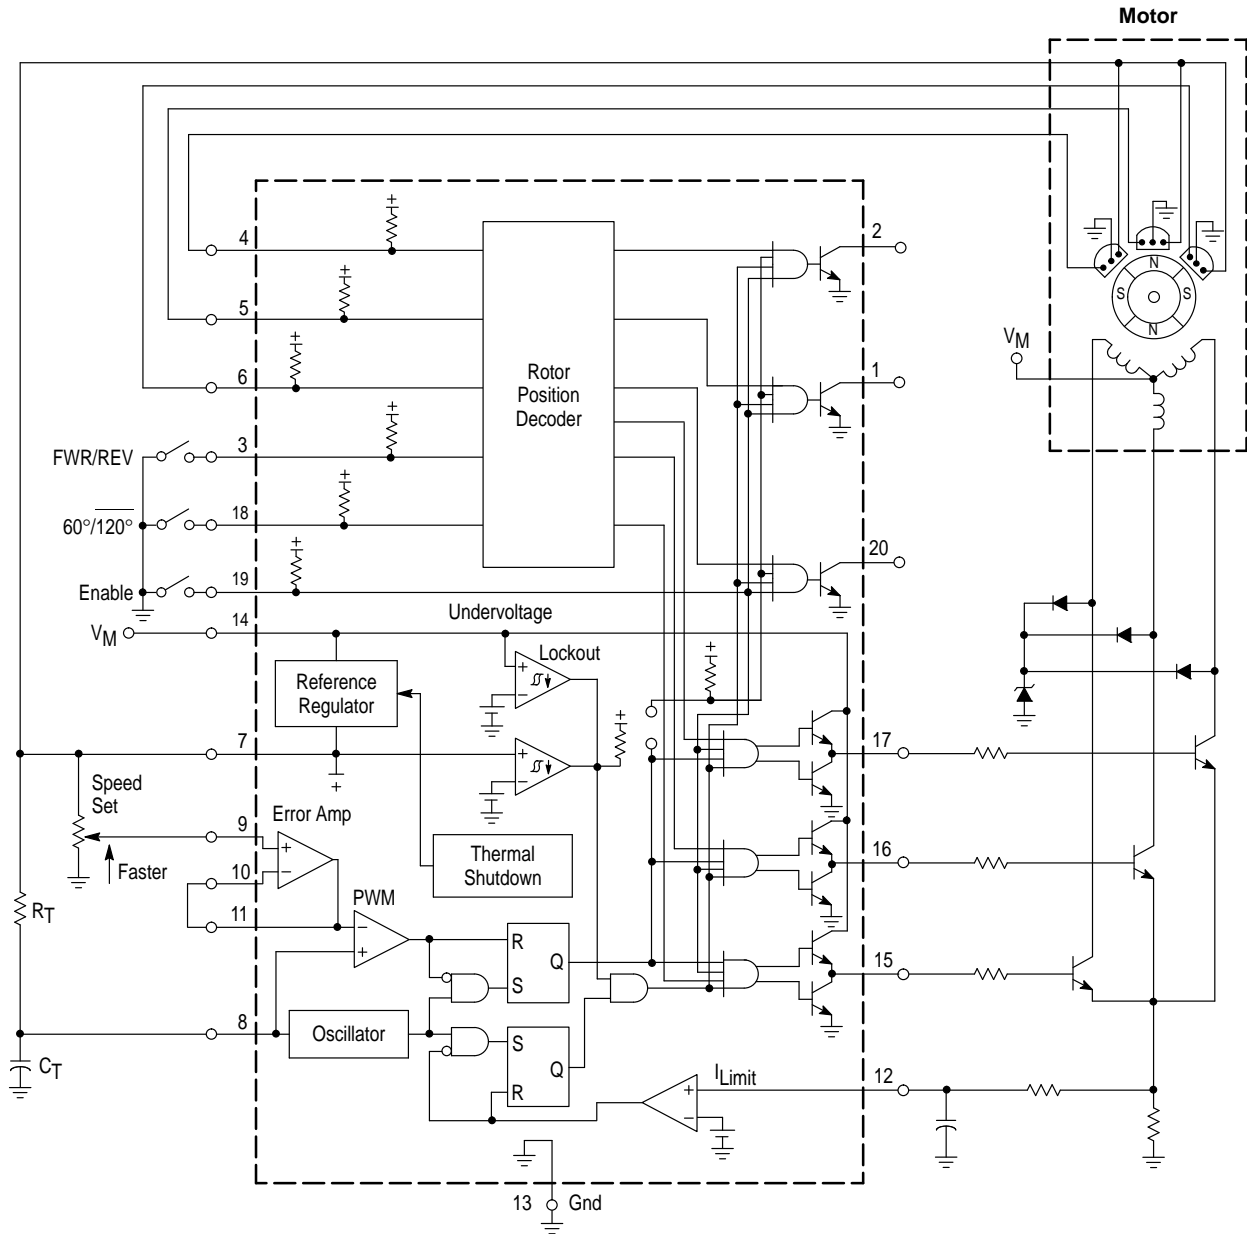 Motor
4
2
N
S
S
N
5
VM
6
Rotor
Position
Decoder
1
FWR/REV
3
60°/120°
18
20
Enable
19
Undervoltage
VM
14
Lockout
Reference
Regulator
7
17
Speed
Set
Error Amp
9
Faster
Thermal
Shutdown
16
10
11
RT
PWM
R
Q
S
15
8
Oscillator
S
Q
R
CT
ILimit
12
13
Gnd